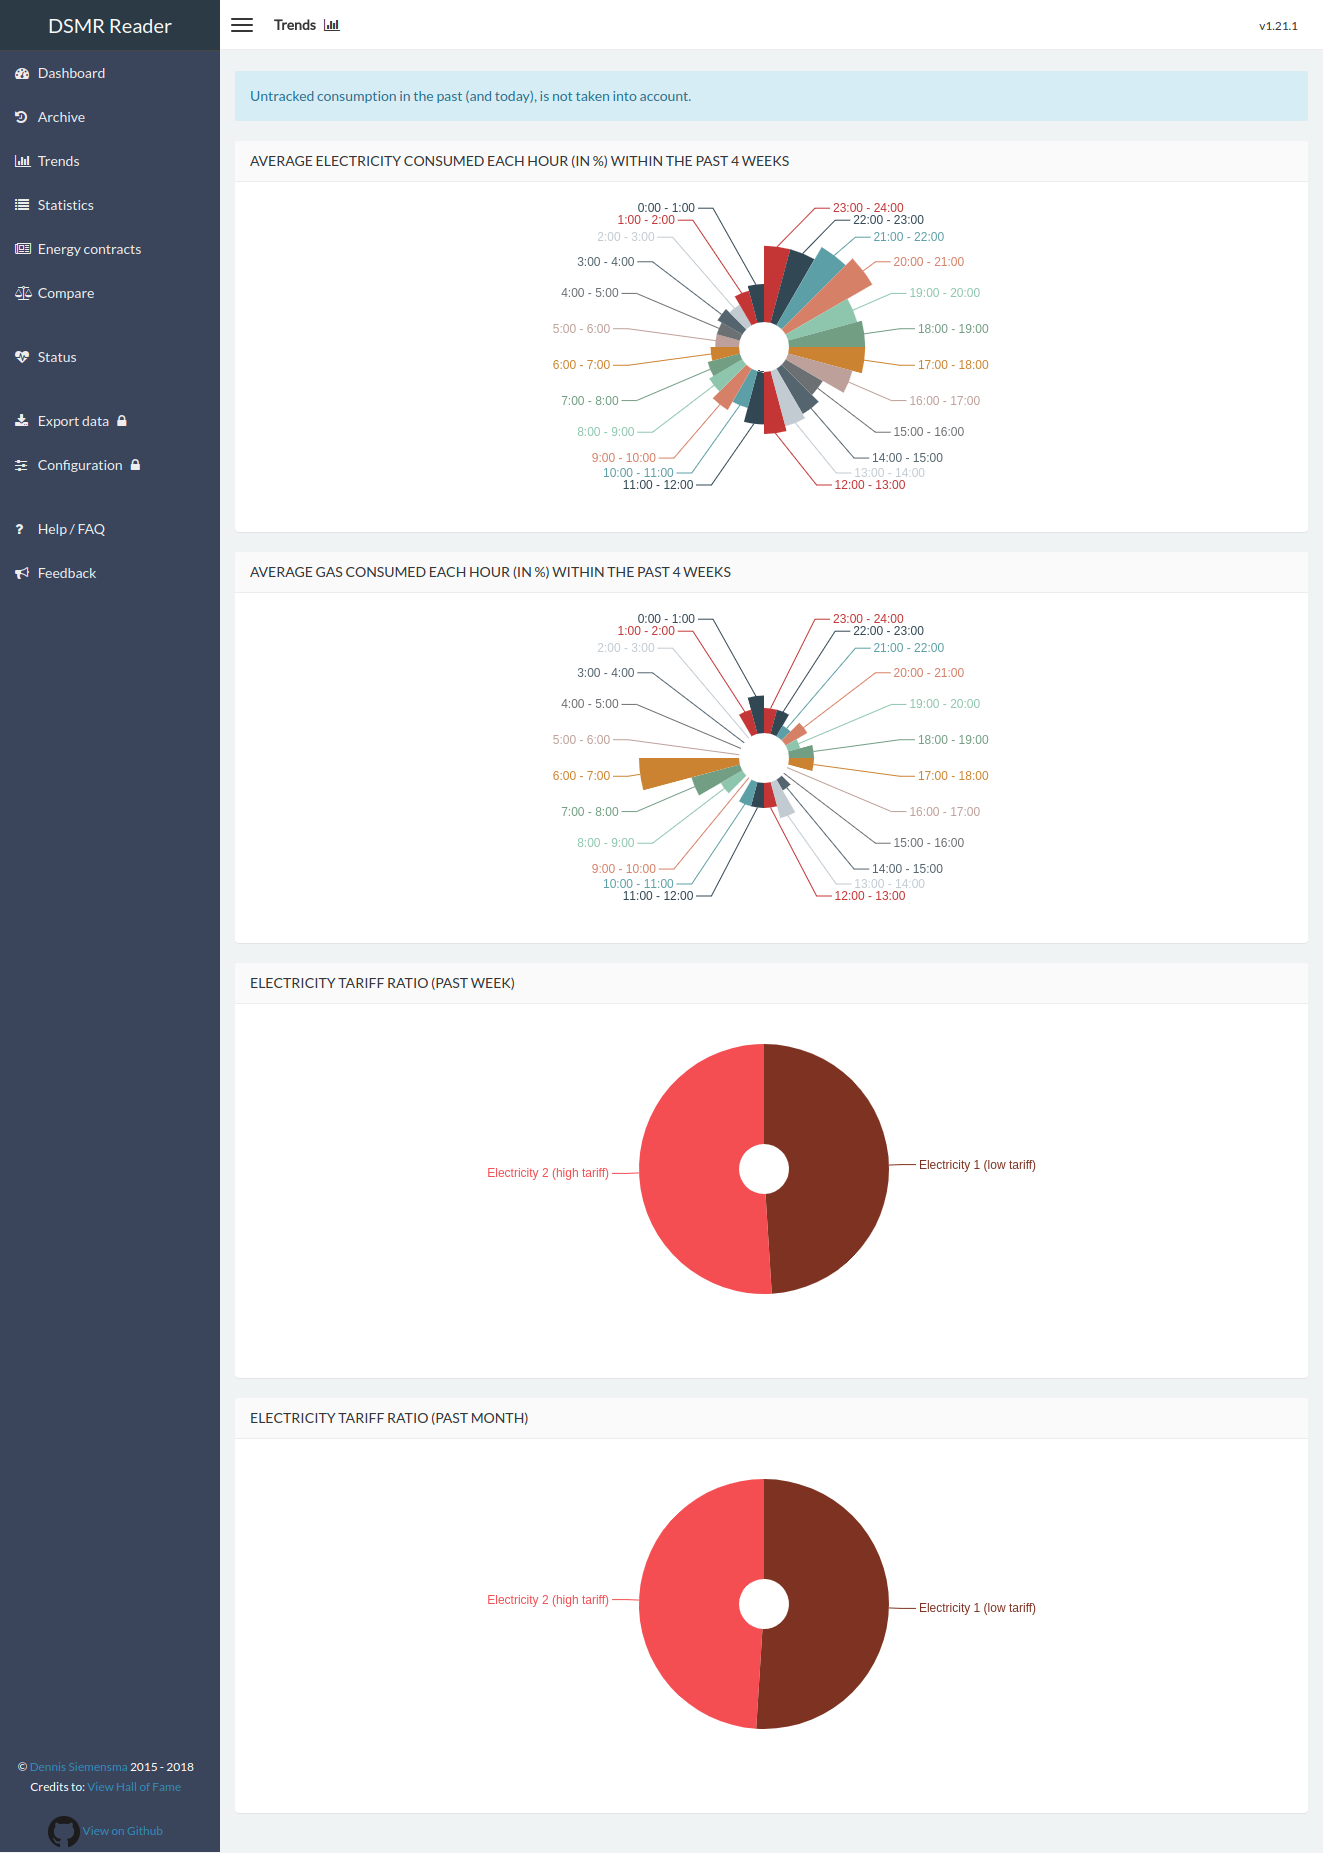 DSMR Reader
Trends
v1.21.1
Dashboard
Archive
Trends
Statistics
Energy contracts
Compare
Status
Export data
Configuration
Help / FAQ
Feedback
Untracked consumption in the past (and today), is not taken into account.
AVERAGE ELECTRICITY CONSUMED EACH HOUR (IN %) WITHIN THE PAST 4 WEEKS
0:00 - 1:00
1:00 - 2:00
2:00 - 3:00
3:00 - 4:00
4:00 - 5:00
5:00 - 6:00
6:00 - 7:00
7:00 - 8:00
8:00 - 9:00
9:00 - 10:00
10:00 - 11:00
11:00 - 12:00
23:00 - 24:00
22:00 - 23:00
21:00 - 22:00
20:00 - 21:00
19:00 - 20:00
18:00 - 19:00
17:00 - 18:00
16:00 - 17:00
15:00 - 16:00
14:00 - 15:00
13:00 - 14:00
12:00 - 13:00
AVERAGE GAS CONSUMED EACH HOUR (IN %) WITHIN THE PAST 4 WEEKS
0:00 - 1:00
1:00 - 2:00
2:00 - 3:00
3:00 - 4:00
4:00 - 5:00
5:00 - 6:00
6:00 - 7:00
7:00 - 8:00
8:00 - 9:00
9:00 - 10:00
10:00 - 11:00
11:00 - 12:00
23:00 - 24:00
22:00 - 23:00
21:00 - 22:00
20:00 - 21:00
19:00 - 20:00
18:00 - 19:00
17:00 - 18:00
16:00 - 17:00
15:00 - 16:00
14:00 - 15:00
13:00 - 14:00
12:00 - 13:00
ELECTRICITY TARIFF RATIO (PAST WEEK)
Electricity 2 (high tariff)
Electricity 1 (low tariff)
ELECTRICITY TARIFF RATIO (PAST MONTH)
Electricity 2 (high tariff)
Electricity 1 (low tariff)
© Dennis Siemensma 2015 - 2018
Credits to: View Hall of Fame
View on Github